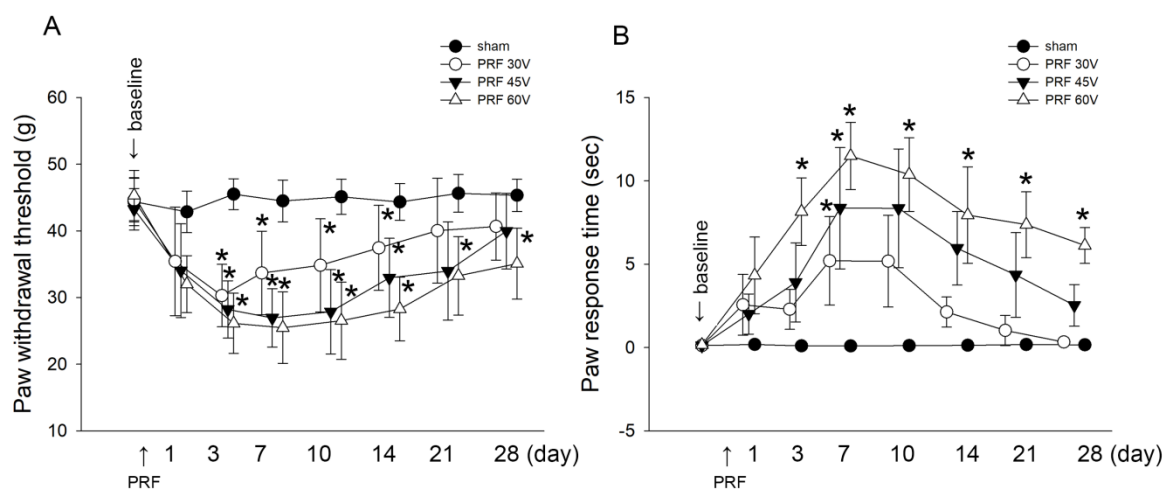 A
sham
PRF 30V
PRF 45V
PRF 60V
Paw withdrawal threshold (g)
60
50
40
30
20
10
↓ baseline
* * * * * * * * * * * * * * *
1 3 7 10 14 21 28 (day)
↑
PRF
B
sham
PRF 30V
PRF 45V
PRF 60V
Paw response time (sec)
15
10
5
0
-5
↓ baseline
* * * * * * * *
1 3 7 10 14 21 28 (day)
↑
PRF